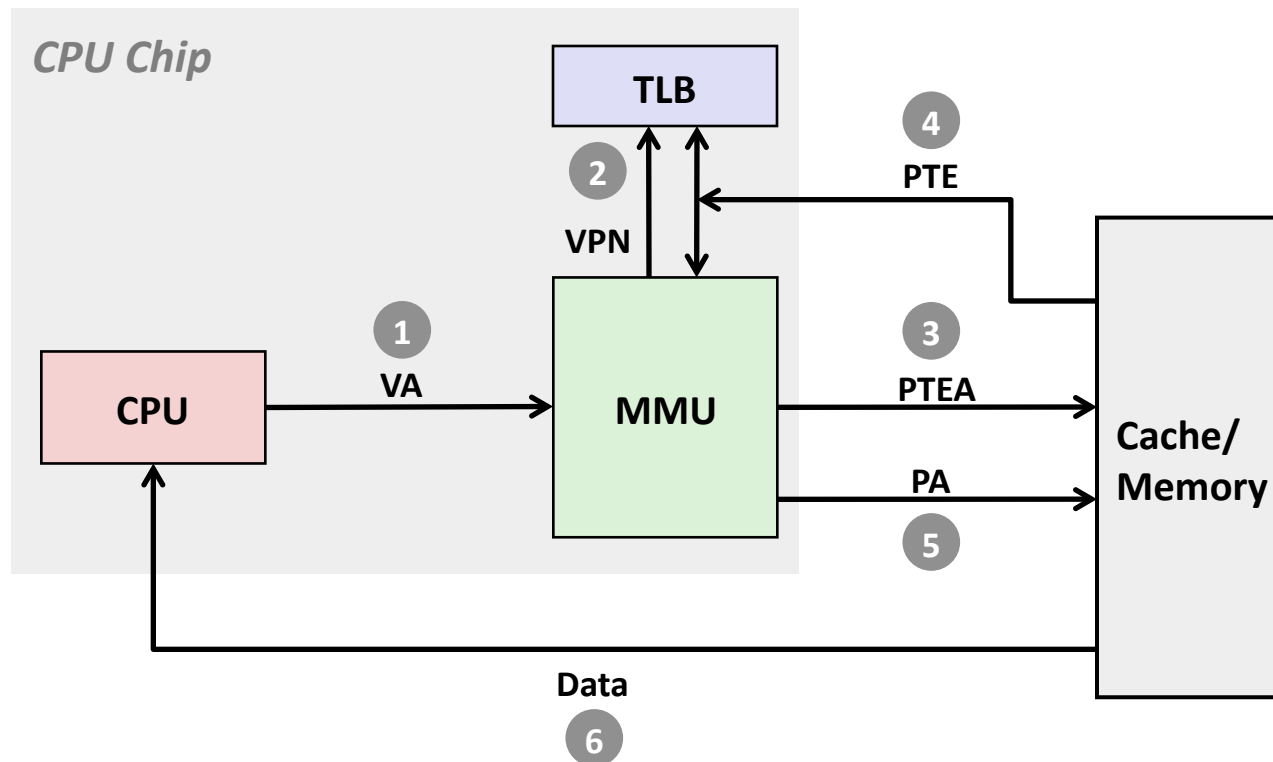 CPU Chip
TLB
4
PTE
2
VPN
1
VA
3
PTEA
CPU
MMU
Cache/
Memory
PA
5
Data
6